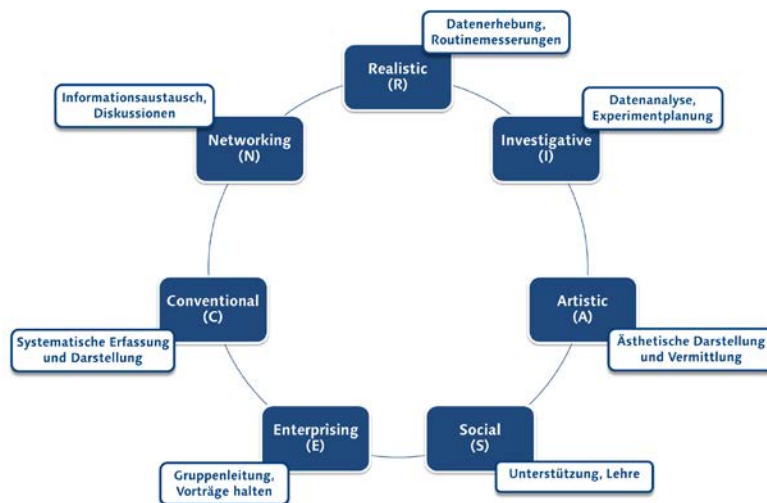 Datenerhebung,
Routinemesserungen
Realistic
(R)
Informationsaustausch,
Diskussionen
Networking
(N)
Datenanalyse,
Experimentplanung
Investigative
(I)
Conventional
(C)
Systematische Erfassung
und Darstellung
Artistic
(A)
Ästhetische Darstellung
und Vermittlung
Enterprising
(E)
Gruppenleitung,
Vorträge halten
Social
(S)
Unterstützung, Lehre